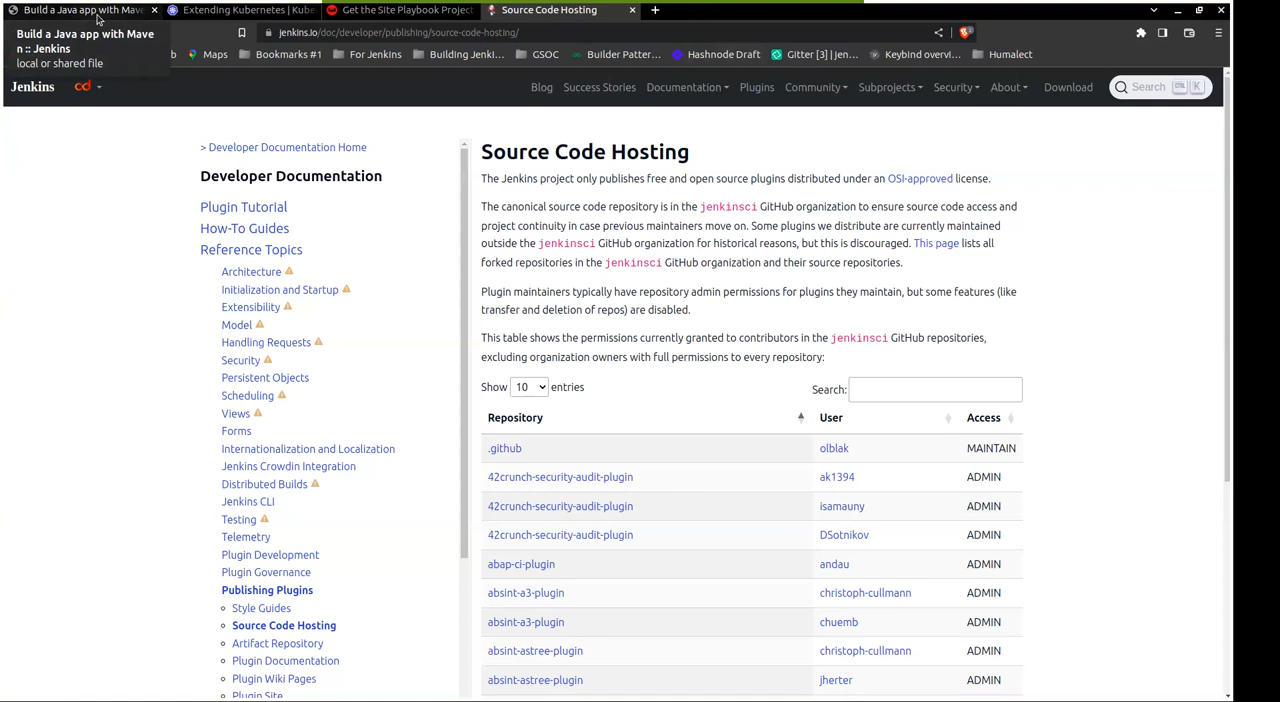 Build a Java app with Mav
Extending Kubernetes | Kube
Get the Site Playbook Project
Source Code Hosting
jenkins.io/doc/developer/publishing/source-code-hosting/
Build a Java app with Mave
n :: Jenkins
local or shared file
b
Maps
Bookmarks #1
For Jenkins
Building Jenki...
GSOC
Builder Patter...
Hashnode Draft
Gitter [3] | Jen...
Keybind overvi...
Humalect
Jenkins
cd
Blog
Success Stories
Documentation
Plugins
Community
Subprojects
Security
About
Download
Search
CTRL
K
> Developer Documentation Home
Developer Documentation
Plugin Tutorial
How-To Guides
Reference Topics
Architecture
Initialization and Startup
Extensibility
Model
Handling Requests
Security
Persistent Objects
Scheduling
Views
Forms
Internationalization and Localization
Jenkins Crowdin Integration
Distributed Builds
Jenkins CLI
Testing
Telemetry
Plugin Development
Plugin Governance
Publishing Plugins
Style Guides
Source Code Hosting
Artifact Repository
Plugin Documentation
Plugin Wiki Pages
Plugin Site
Source Code Hosting
The Jenkins project only publishes free and open source plugins distributed under an OSI-approved license.
The canonical source code repository is in the jenkinsci GitHub organization to ensure source code access and
project continuity in case previous maintainers move on. Some plugins we distribute are currently maintained
outside the jenkinsci GitHub organization for historical reasons, but this is discouraged. This page lists all
forked repositories in the jenkinsci GitHub organization and their source repositories.
Plugin maintainers typically have repository admin permissions for plugins they maintain, but some features (like
transfer and deletion of repos) are disabled.
This table shows the permissions currently granted to contributors in the jenkinsci GitHub repositories,
excluding organization owners with full permissions to every repository:
Show 10 entries
Search:
Repository User Access
.github olblak MAINTAIN
42crunch-security-audit-plugin ak1394 ADMIN
42crunch-security-audit-plugin isamauny ADMIN
42crunch-security-audit-plugin DSotnikov ADMIN
abap-ci-plugin andau ADMIN
absint-a3-plugin christoph-cullmann ADMIN
absint-a3-plugin chuemb ADMIN
absint-astree-plugin christoph-cullmann ADMIN
absint-astree-plugin jherter ADMIN